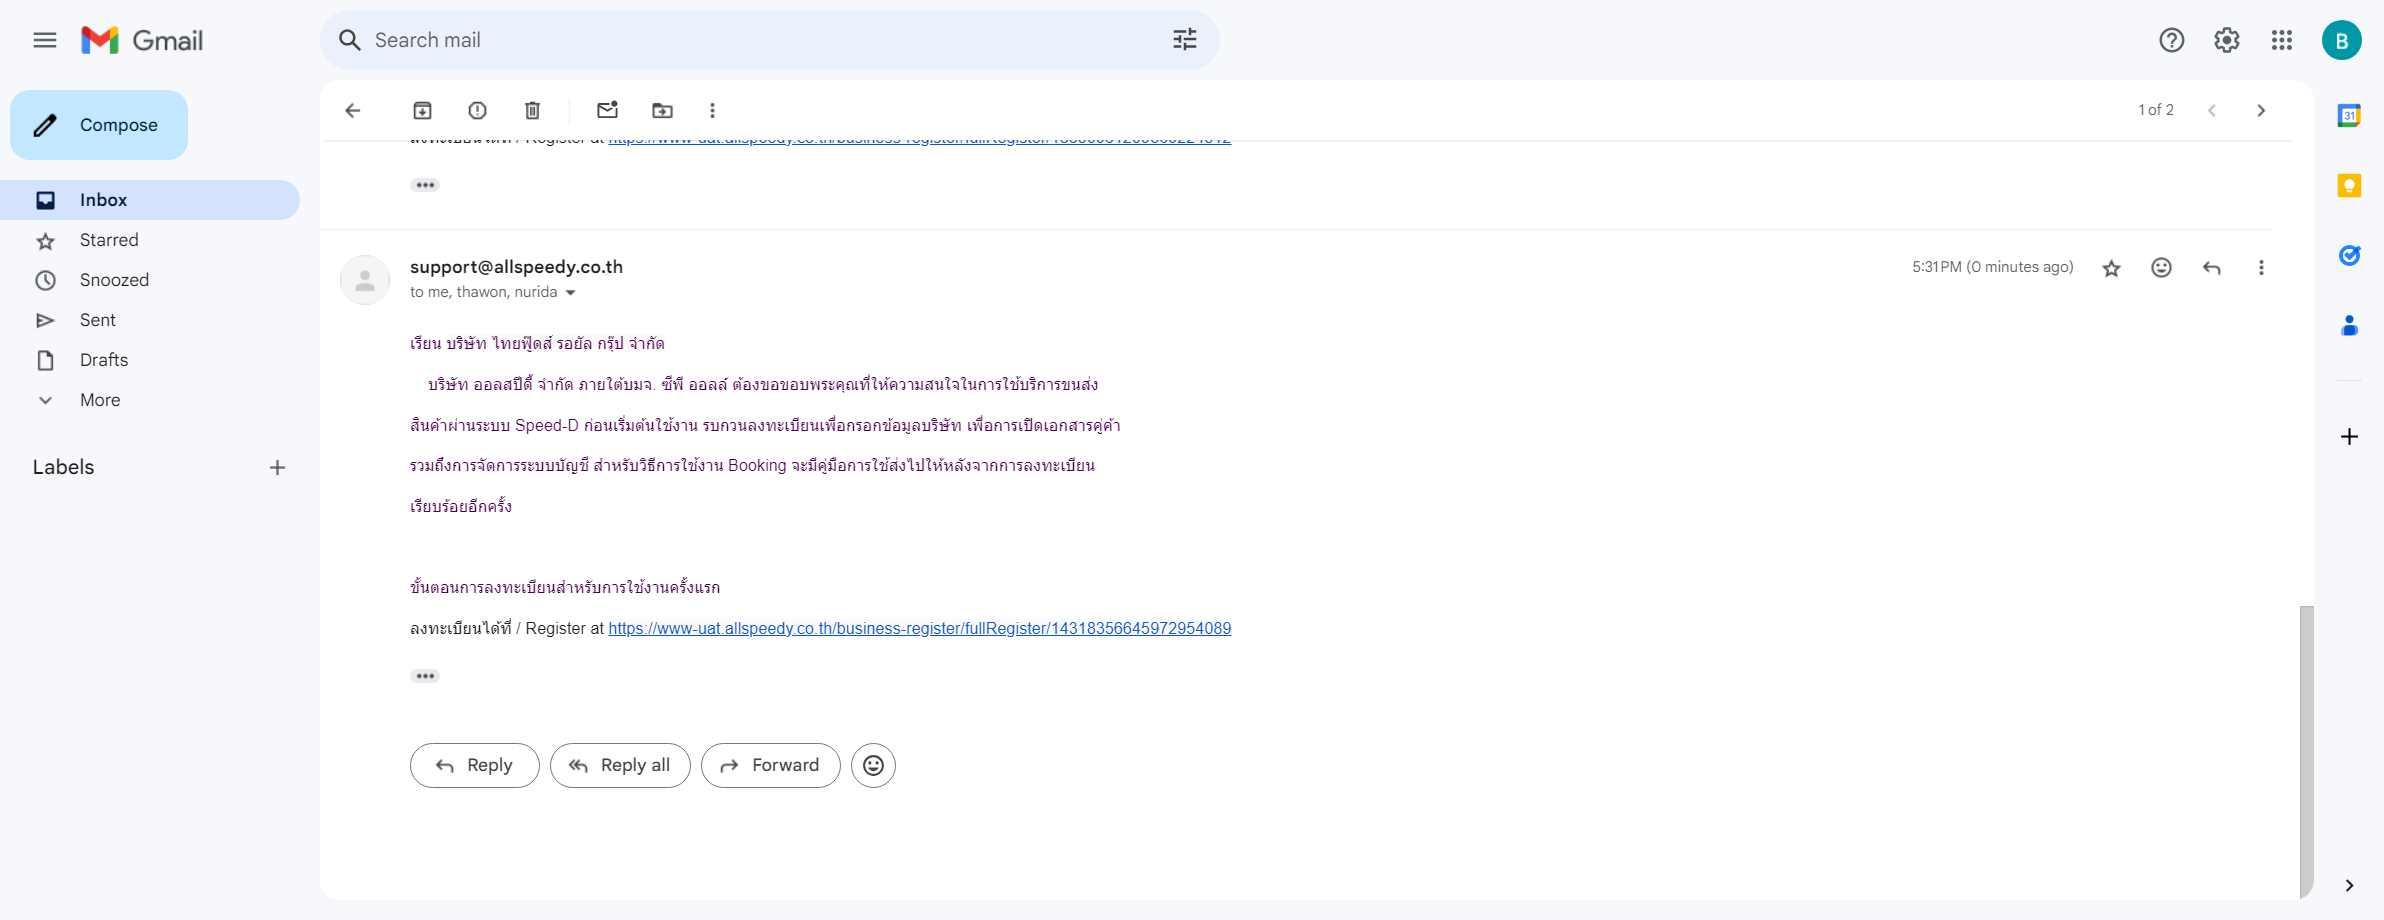 Gmail
Search mail
B
Compose
1 of 2
31
Inbox
Starred
Snoozed
Sent
Drafts
More
Labels
ลงทะเบียนได้ที่ / Register at
support@allspeedy.co.th
5:31 PM (0 minutes ago)
to me, thawon, nurida
เรียน บริษัท ไทยฟู๊ดส์ รอยัล กรุ๊ป จำกัด
บริษัท ออลสปีดี้ จำกัด ภายใต้บมจ. ซีพี ออลล์ ต้องขอขอบพระคุณที่ให้ความสนใจในการใช้บริการขนส่ง
สินค้าผ่านระบบ Speed-D ก่อนเริ่มต้นใช้งาน รบกวนลงทะเบียนเพื่อกรอกข้อมูลบริษัท เพื่อการเปิดเอกสารคู่ค้า
รวมถึงการจัดการระบบบัญชี สำหรับวิธีการใช้งาน Booking จะมีคู่มือการใช้ส่งไปให้หลังจากการลงทะเบียน
เรียบร้อยอีกครั้ง
ขั้นตอนการลงทะเบียนสำหรับการใช้งานครั้งแรก
ลงทะเบียนได้ที่ / Register at https://www-uat.allspeedy.co.th/business-register/fullRegister/14318356645972954089
Reply
Reply all
Forward